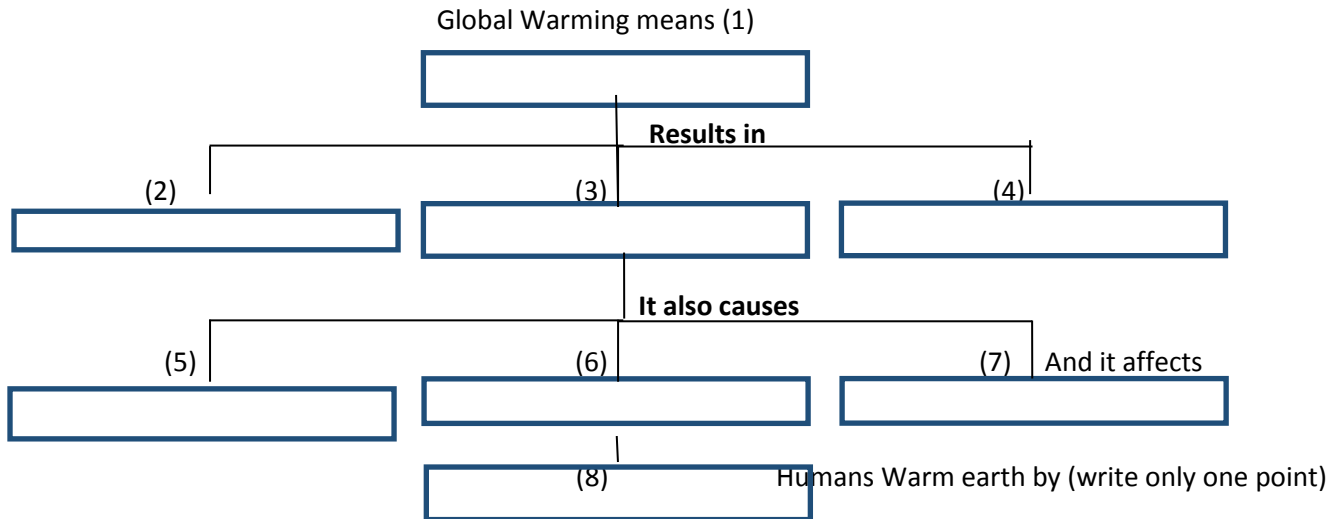 Global Warming means (1)
Results in
(2) (3) (4)
It also causes
(5) (6) (7) And it affects
(8) Humans Warm earth by (write only one point)